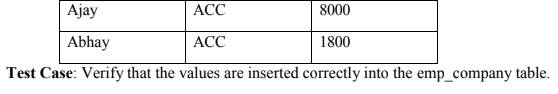 Ajay ACC 8000
Abhay ACC 1800
Test Case: Verify that the values are inserted correctly into the emp_company table.